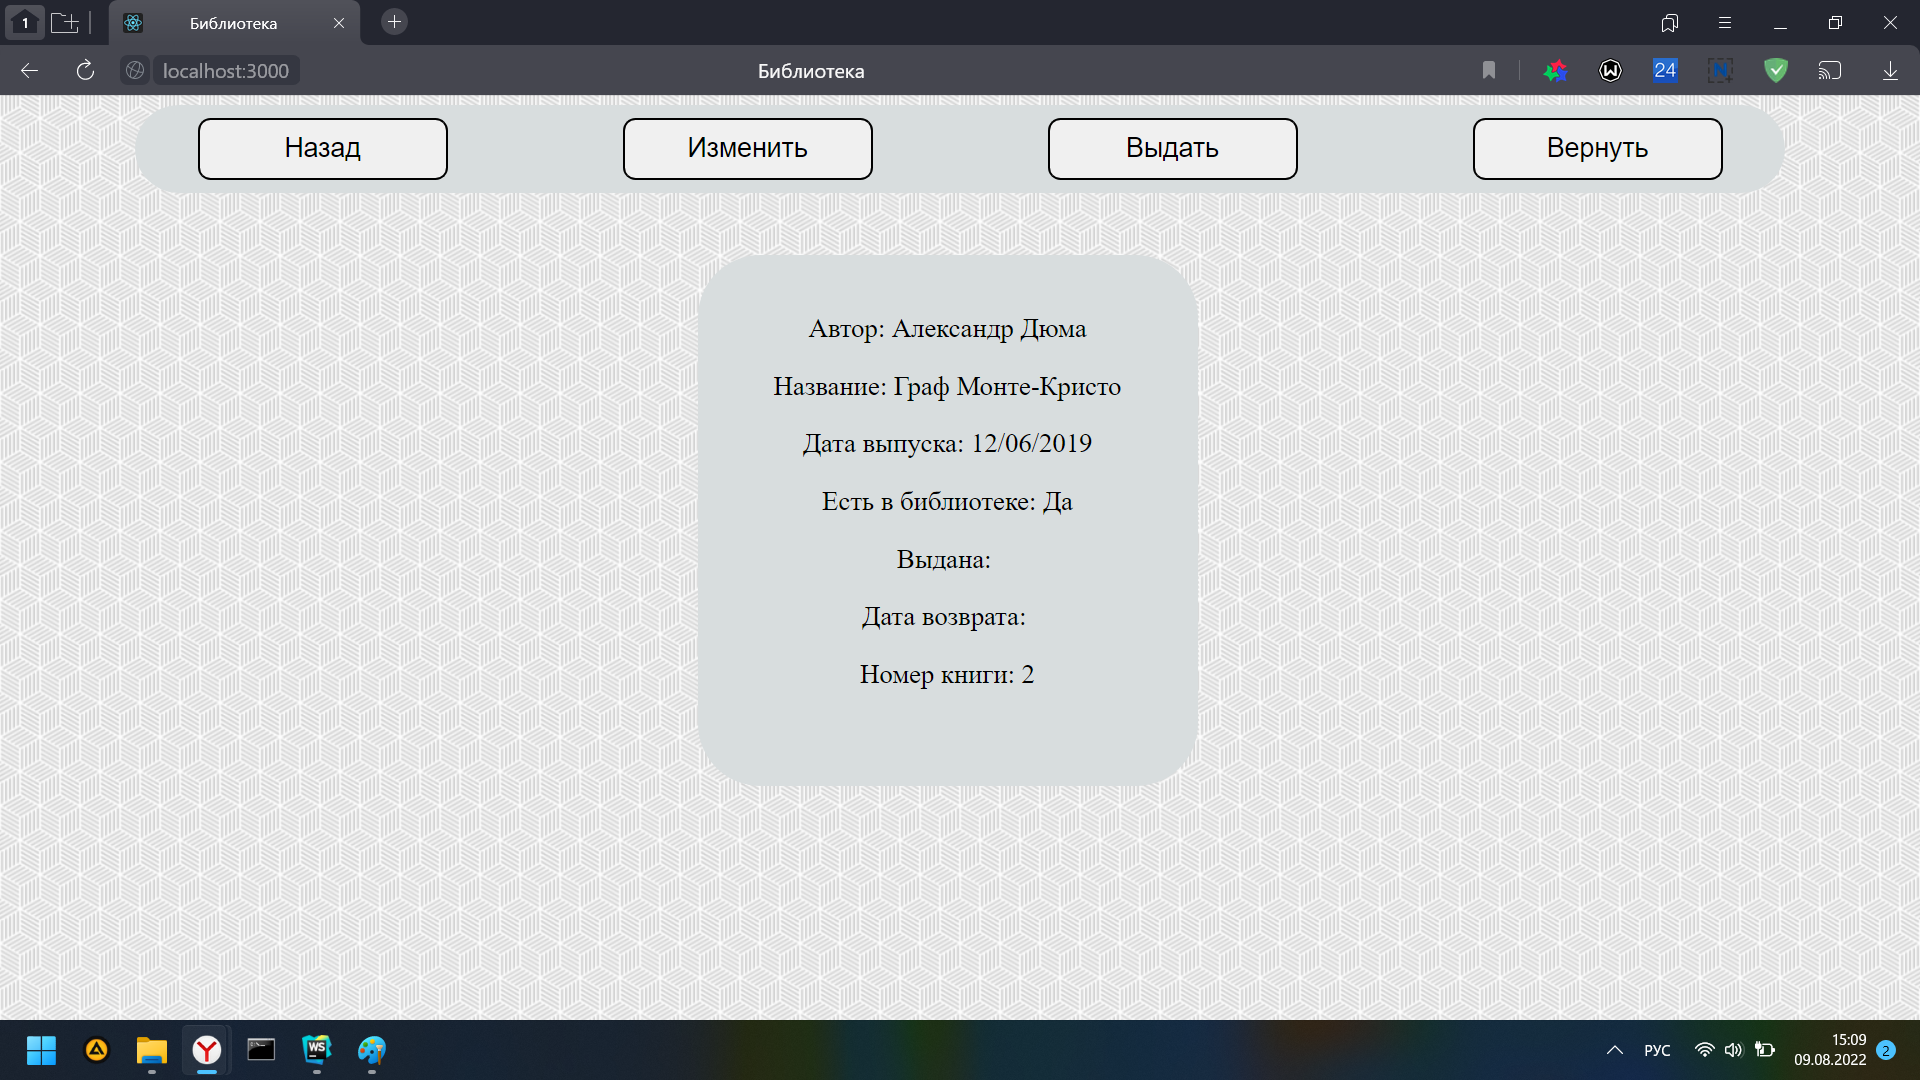 1
Библиотека
localhost:3000
Библиотека
24
Назад
Изменить
Выдать
Вернуть
Автор: Александр Дюма
Название: Граф Монте-Кристо
Дата выпуска: 12/06/2019
Есть в библиотеке: Да
Выдана:
Дата возврата:
Номер книги: 2
WS
РУС
15:09
09.08.2022
2